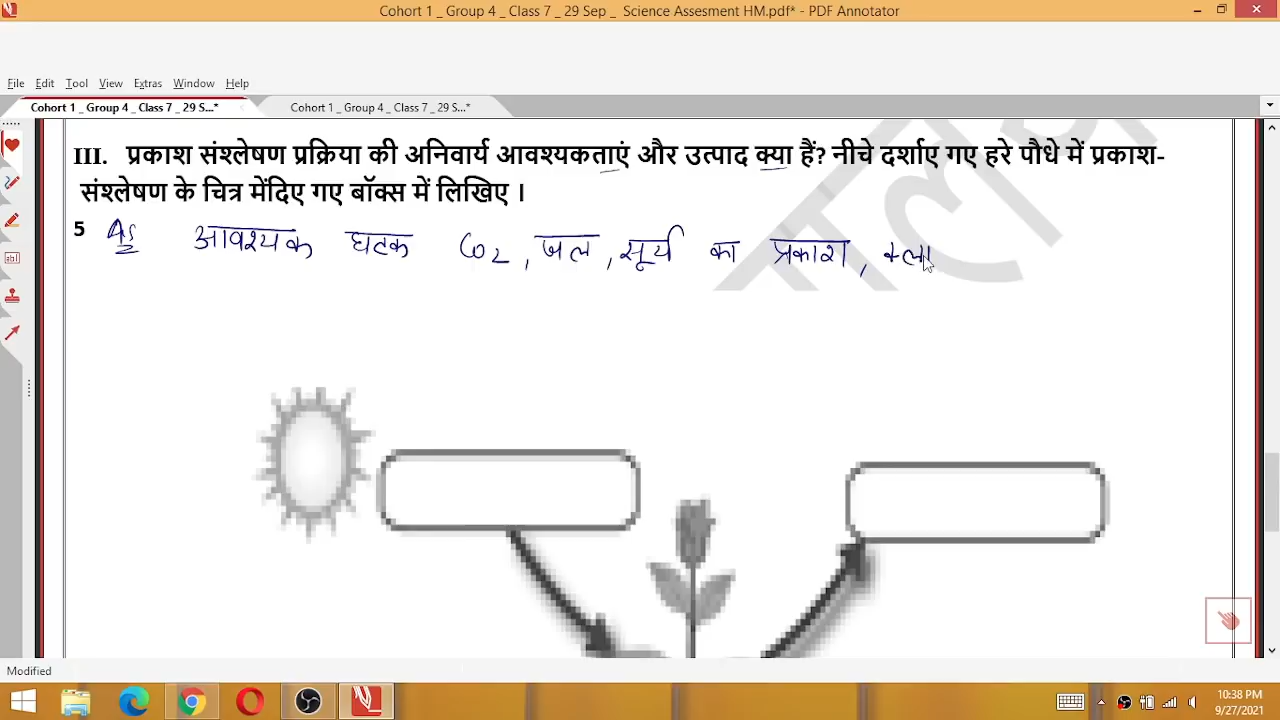 Cohort 1 _ Group 4 _ Class 7 _ 29 Sep _ Science Assesment HM.pdf* - PDF Annotator
File Edit Tool View Extras Window Help
Cohort 1 _ Group 4 _ Class 7 _ 29 S...* Cohort 1 _ Group 4 _ Class 7 _ 29 S...*
III. प्रकाश संश्लेषण प्रक्रिया की अनिवार्य आवश्यकताएं और उत्पाद क्या हैं? नीचे दर्शाए गए हरे पौधे में प्रकाश-
संश्लेषण के चित्र मेंदिए गए बॉक्स में लिखिए ।
5 As आवश्यक घटक CO2 , जल , सूर्य का प्रकाश ,
Modified
10:38 PM
9/27/2021